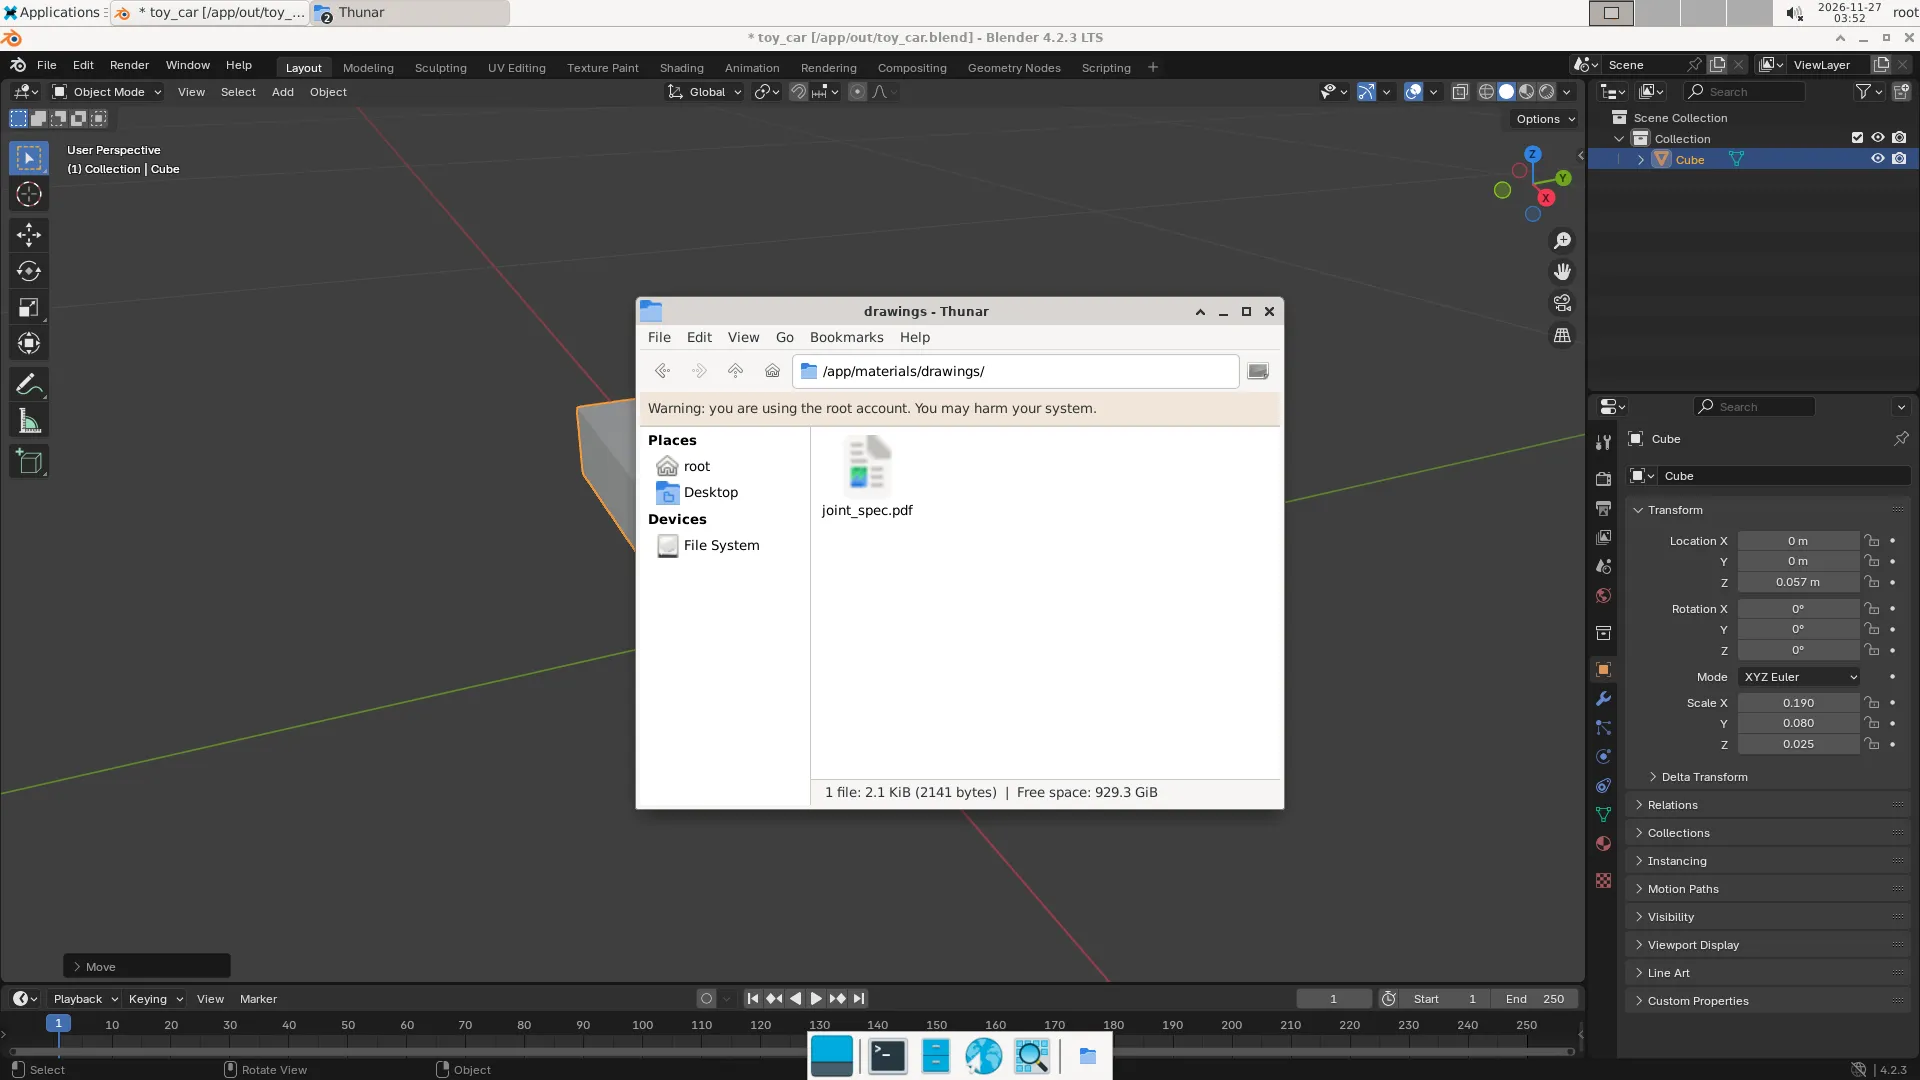 Applications
* toy_car [/app/out/toy_...
2
Thunar
2026-11-27
03:52
root
* toy_car [/app/out/toy_car.blend] - Blender 4.2.3 LTS
File Edit Render Window Help
Layout Modeling Sculpting UV Editing Texture Paint Shading Animation Rendering Compositing Geometry Nodes Scripting
Scene
ViewLayer
Object Mode View Select Add Object
Global
Search
Options
User Perspective
(1) Collection | Cube
Z
Y
X
Scene Collection
Collection
Cube
drawings - Thunar
File Edit View Go Bookmarks Help
/app/materials/drawings/
Warning: you are using the root account. You may harm your system.
Places
root
Desktop
Devices
File System
joint_spec.pdf
1 file: 2.1 KiB (2141 bytes) | Free space: 929.3 GiB
Search
Cube
Cube
Transform
Location X 0 m
Y 0 m
Z 0.057 m
Rotation X 0°
Y 0°
Z 0°
Mode XYZ Euler
Scale X 0.190
Y 0.080
Z 0.025
Delta Transform
Relations
Collections
Instancing
Motion Paths
Visibility
Viewport Display
Line Art
Custom Properties
Move
Playback Keying View Marker
1
Start 1
End 250
1 10 20 30 40 50 60 70 80 90 100 110 120 130 140 150 160 170 180 190 200 210 220 230 240 250
Select
Rotate View
Object
4.2.3